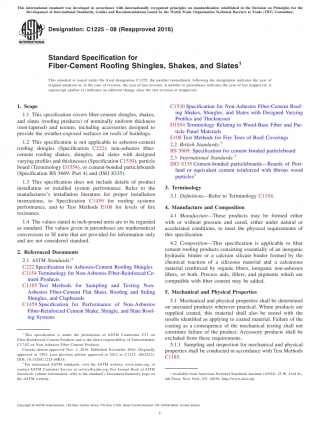 This international standard was developed in accordance with internationally recognized principles on standardization established in the Decision on Principles for the
Development of International Standards, Guides and Recommendations issued by the World Trade Organization Technical Barriers to Trade (TBT) Committee.
Designation: C1225 − 08 (Reapproved 2016)
Standard Specification for
Fiber-Cement Roofing Shingles, Shakes, and Slates1
This standard is issued under the fixed designation C1225; the number immediately following the designation indicates the year of
original adoption or, in the case of revision, the year of last revision. A number in parentheses indicates the year of last reapproval. A
superscript epsilon (ε) indicates an editorial change since the last revision or reapproval.
1. Scope
1.1 This specification covers fiber-cement shingles, shakes,
and slates (roofing products) of nominally uniform thickness
(non-tapered) and texture, including accessories designed to
provide the weather-exposed surfaces on roofs of buildings.
1.2 This specification is not applicable to asbestos-cement
roofing shingles (Specification C222), non-asbestos fiber-
cement roofing shakes, shingles, and slates with designed
varying profiles and thicknesses (Specification C1530), particle
board (Terminology D1554), or cement-bonded particleboard
(Specification BS 5669: Part 4) and (ISO 8335).
1.3 This specification does not include details of product
installation or installed system performance. Refer to the
manufacturer's installation literature for proper installation
instructions, to Specification C1459 for roofing system
performance, and to Test Methods E108 for levels of fire
resistance.
1.4 The values stated in inch-pound units are to be regarded
as standard. The values given in parentheses are mathematical
conversions to SI units that are provided for information only
and are not considered standard.
2. Referenced Documents
2.1 ASTM Standards:2
C222 Specification for Asbestos-Cement Roofing Shingles
C1154 Terminology for Non-Asbestos Fiber-Reinforced Ce-
ment Products
C1185 Test Methods for Sampling and Testing Non-
Asbestos Fiber-Cement Flat Sheet, Roofing and Siding
Shingles, and Clapboards
C1459 Specification for Performance of Non-Asbestos
Fiber-Reinforced Cement Shake, Shingle, and Slate Roof-
ing Systems
1 This specification is under the jurisdiction of ASTM Committee C17 on
Fiber-Reinforced Cement Products and is the direct responsibility of Subcommittee
C17.02 on Non-Asbestos Fiber Cement Products.
Current edition approved Nov. 1, 2016. Published November 2016. Originally
2 For referenced ASTM standards, visit the ASTM website, www.astm.org, or
contact ASTM Customer Service at service@astm.org. For Annual Book of ASTM
Standards volume information, refer to the standard's Document Summary page on
the ASTM website.
C1530 Specification for Non-Asbestos Fiber-Cement Roof-
ing Shakes, Shingles, and Slates with Designed Varying
Profiles and Thicknesses
D1554 Terminology Relating to Wood-Base Fiber and Par-
ticle Panel Materials
E108 Test Methods for Fire Tests of Roof Coverings
2.2 British Standards:3
BS 5669: Specification for cement bonded particleboard
2.3 International Standards:3
ISO 8335 Cement-bonded particleboards—Boards of Port-
land or equivalent cement reinforced with fibrous wood
particles
3. Terminology
3.1 Definitions—Refer to Terminology C1154.
4. Manufacture and Composition
4.1 Manufacture—These products may be formed either
with or without pressure and cured, either under natural or
accelerated conditions, to meet the physical requirements of
this specification.
4.2 Composition—This specification is applicable to fiber
cement roofing products consisting essentially of an inorganic
hydraulic binder or a calcium silicate binder formed by the
chemical reaction of a siliceous material and a calcareous
material reinforced by organic fibers, inorganic non-asbestos
fibers, or both. Process aids, fillers, and pigments which are
compatible with fiber cement may be added.
5. Mechanical and Physical Properties
5.1 Mechanical and physical properties shall be determined
on uncoated products wherever practical. Where products are
supplied coated, this material shall also be tested with the
results identified as applying to coated material. Failure of the
coating as a consequence of the mechanical testing shall not
constitute failure of the product. Accessory products shall be
excluded from these requirements.
5.1.1 Sampling and inspection for mechanical and physical
properties shall be conducted in accordance with Test Methods
C1185.
3 Available from American National Standards Institute (ANSI), 25 W. 43rd St.,
4th Floor, New York, NY 10036, http://www.ansi.org.
Copyright © ASTM International, 100 Barr Harbor Drive, PO Box C700, West Conshohocken, PA 19428-2959. United States
1